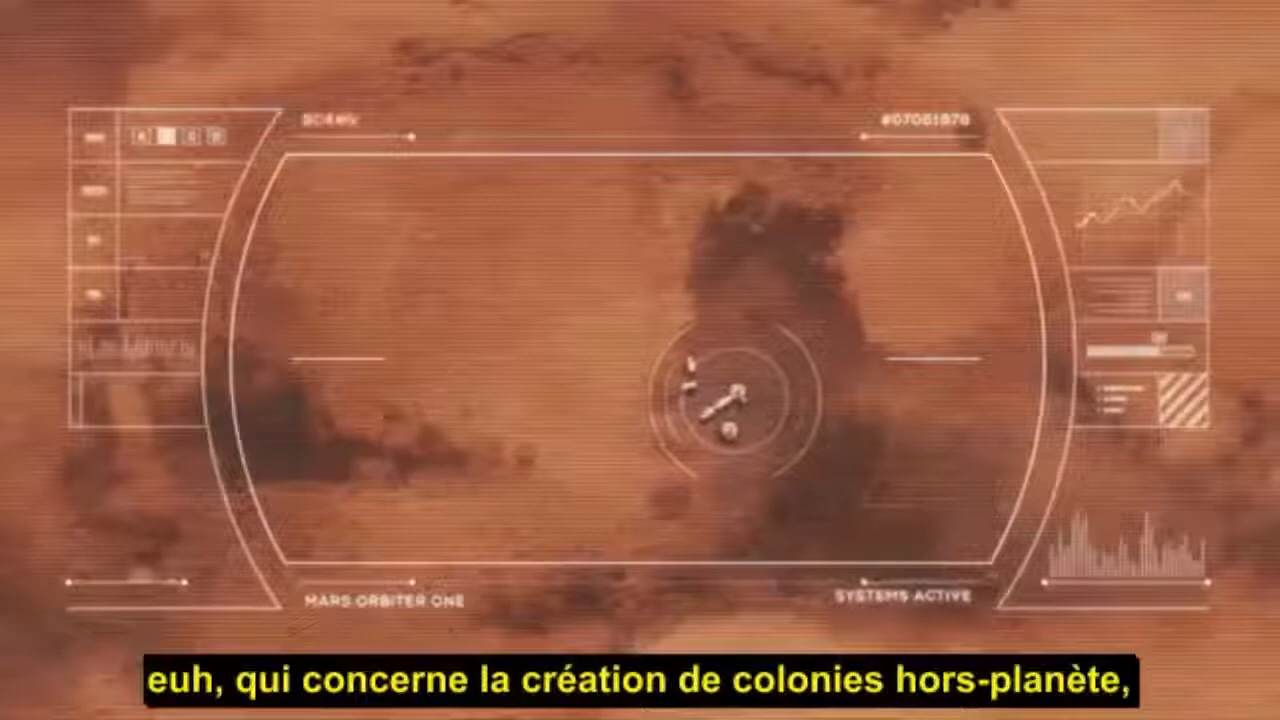 #07051978
MARS ORBITER ONE
SYSTEMS ACTIVE
euh, qui concerne la création de colonies hors-planète,